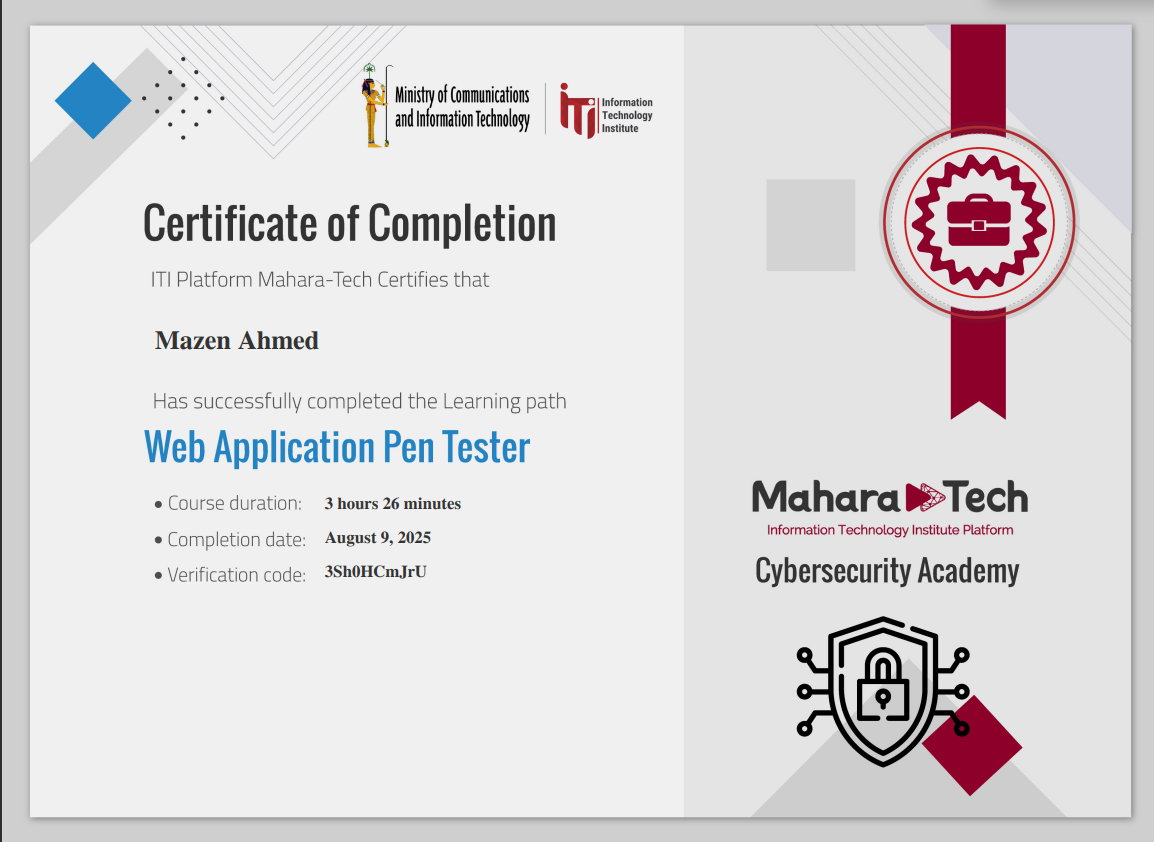 Ministry of Communications
and Information Technology
iTi
Information
Technology
Institute
Certificate of Completion
ITI Platform Mahara-Tech Certifies that
Mazen Ahmed
Has successfully completed the Learning path
Web Application Pen Tester
• Course duration: 3 hours 26 minutes
• Completion date: August 9, 2025
• Verification code: 3Sh0HCmJrU
Mahara Tech
Information Technology Institute Platform
Cybersecurity Academy